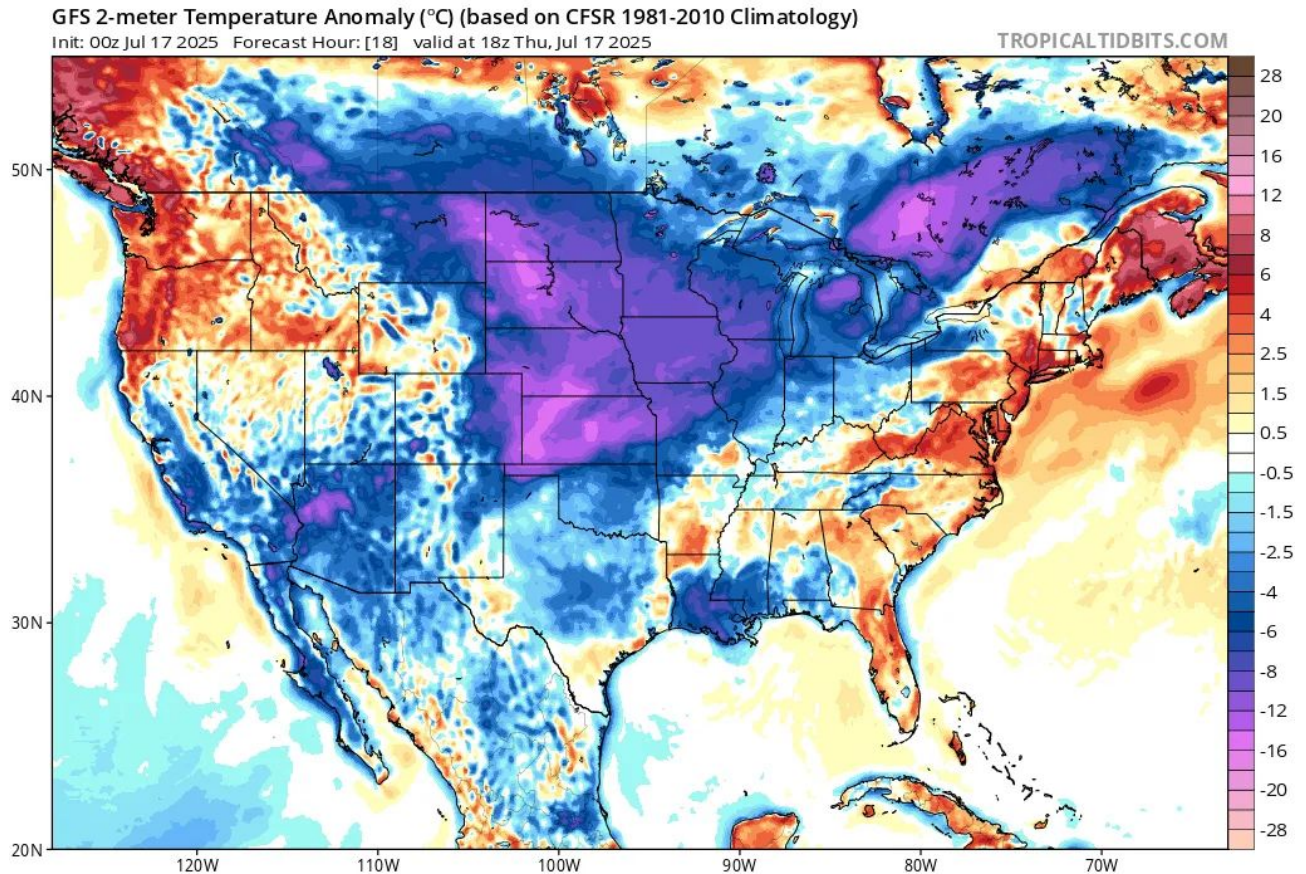 GFS 2-meter Temperature Anomaly (°C) (based on CFSR 1981-2010 Climatology)
Init: 00z Jul 17 2025 Forecast Hour: [18] valid at 18z Thu, Jul 17 2025
TROPICALTIDBITS.COM
50N
40N
30N
20N
120W
110W
100W
90W
80W
70W
28
20
16
12
8
6
4
2.5
1.5
0.5
-0.5
-1.5
-2.5
-4
-6
-8
-12
-16
-20
-28